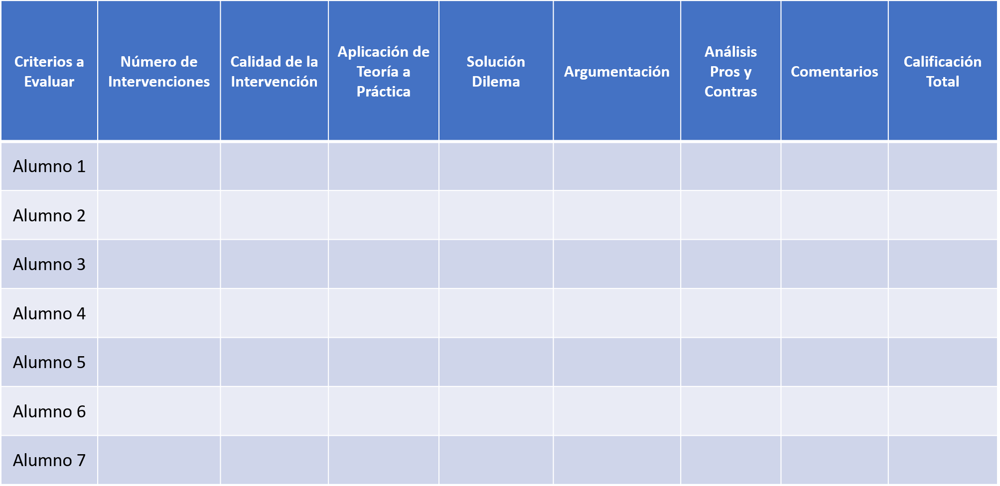 Criterios a
Evaluar
Número de
Intervenciones
Calidad de la
Intervención
Aplicación de
Teoría a
Práctica
Solución
Dilema
Argumentación
Análisis
Pros y
Contras
Comentarios
Calificación
Total
Alumno 1
Alumno 2
Alumno 3
Alumno 4
Alumno 5
Alumno 6
Alumno 7